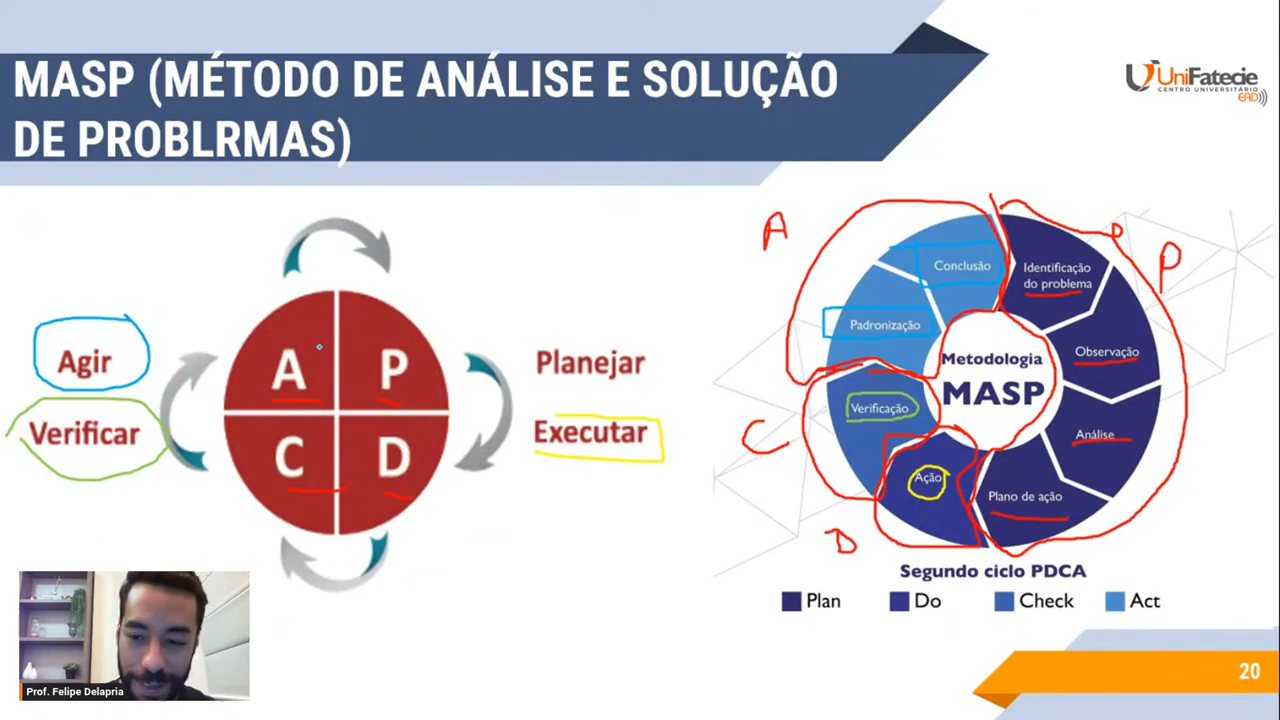 MASP (MÉTODO DE ANÁLISE E SOLUÇÃO
DE PROBLRMAS)
UniFatecie
CENTRO UNIVERSITÁRIO
EAD
Agir
Verificar
A
P
C
D
Planejar
Executar
A
P
C
D
Conclusão
Identificação
do problema
Padronização
Observação
Metodologia
MASP
Verificação
Análise
Ação
Plano de ação
Segundo ciclo PDCA
Plan
Do
Check
Act
Prof. Felipe Delapria
20